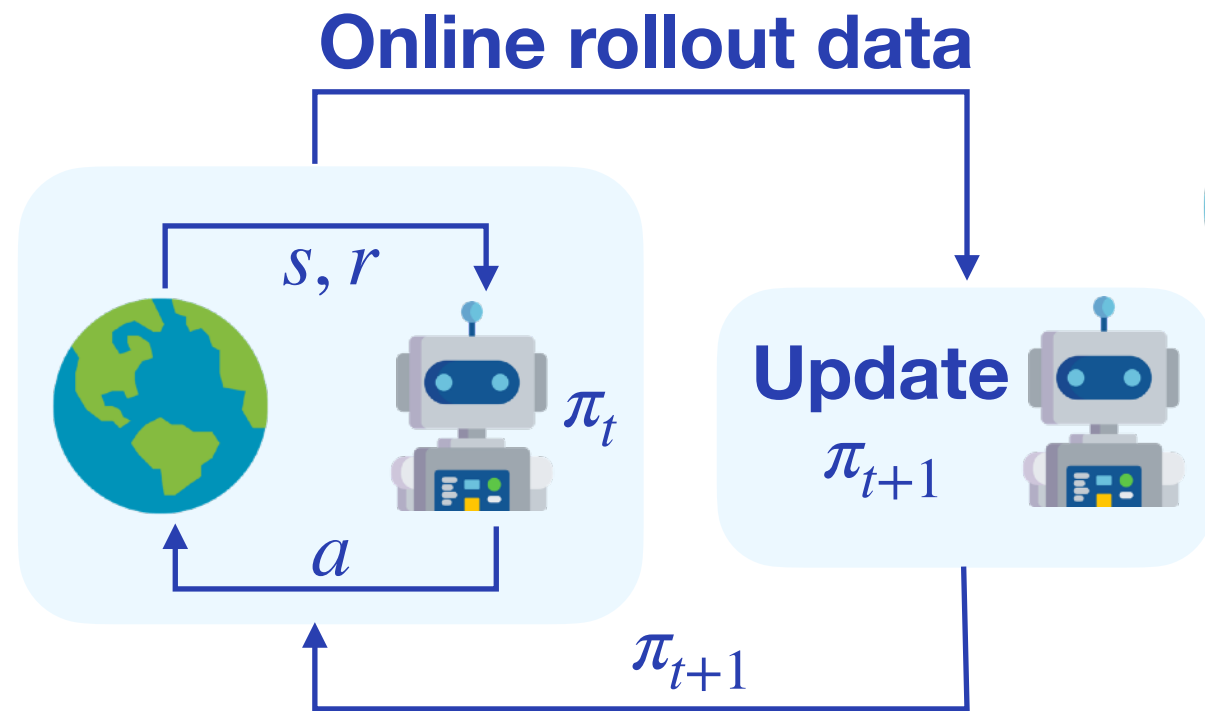 Online rollout data
s, r
π_t
a
Update
π_{t+1}
π_{t+1}